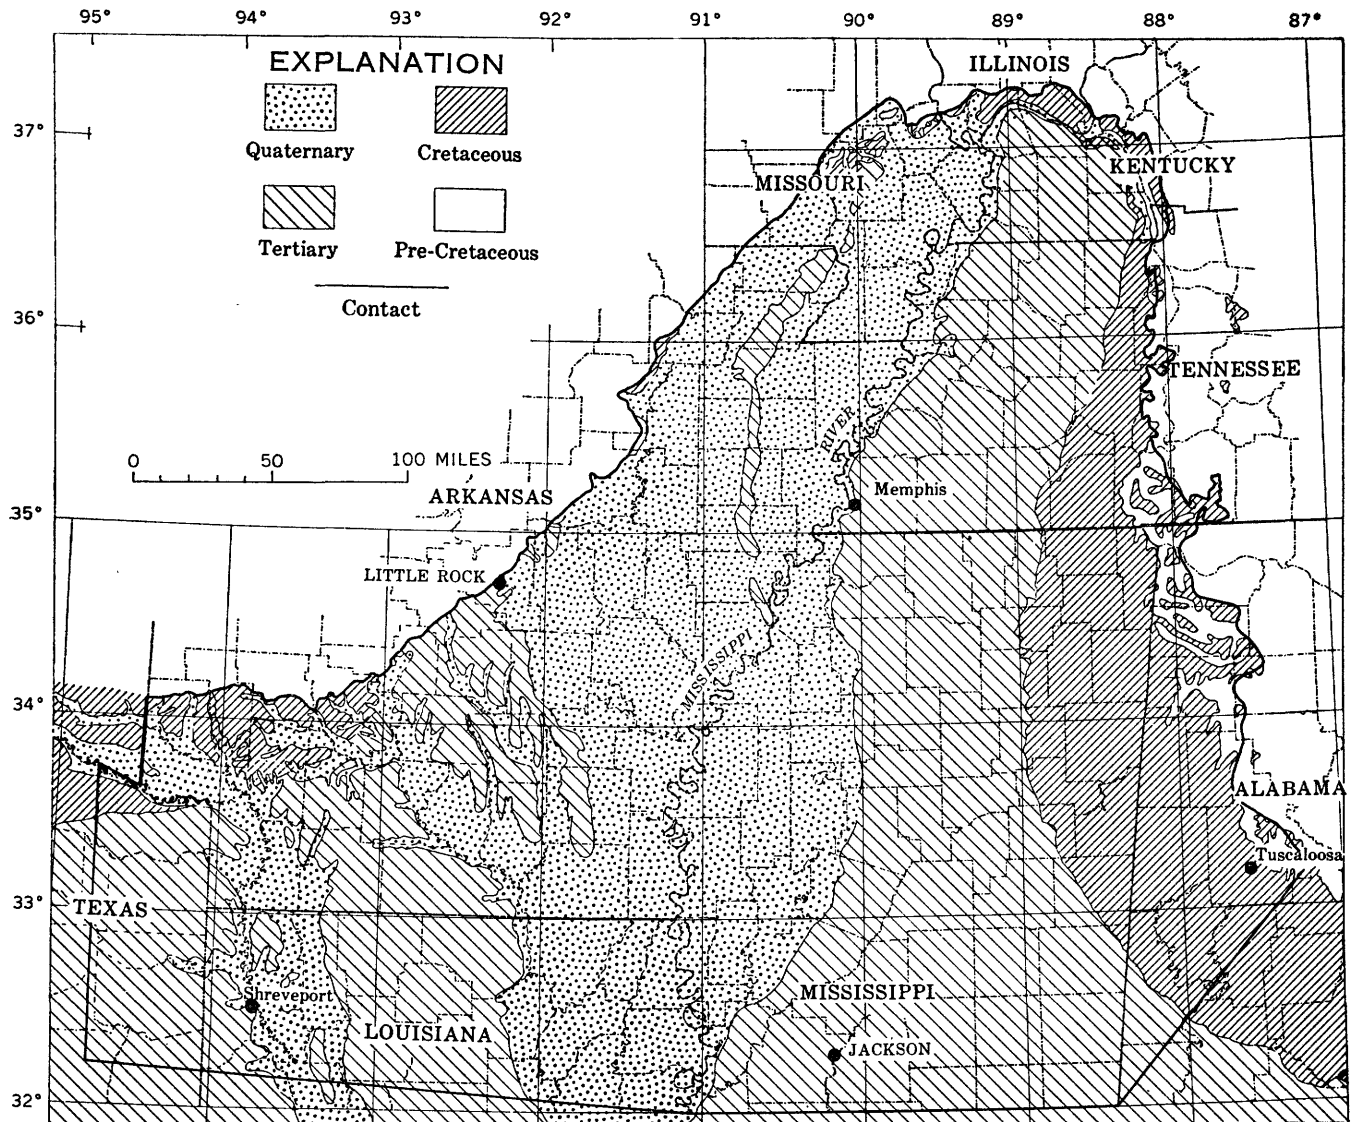 95° 94° 93° 92° 91° 90° 89° 88° 87°
EXPLANATION
ILLINOIS
37°
Quaternary Cretaceous
KENTUCKY
MISSOURI
Tertiary Pre-Cretaceous
Contact
36°
TENNESSEE
RIVER
0 50 100 MILES
Memphis
ARKANSAS
35°
LITTLE ROCK
MISSISSIPPI
34°
ALABAMA
Tuscaloosa
33°
TEXAS
MISSISSIPPI
Shreveport
LOUISIANA
JACKSON
32°